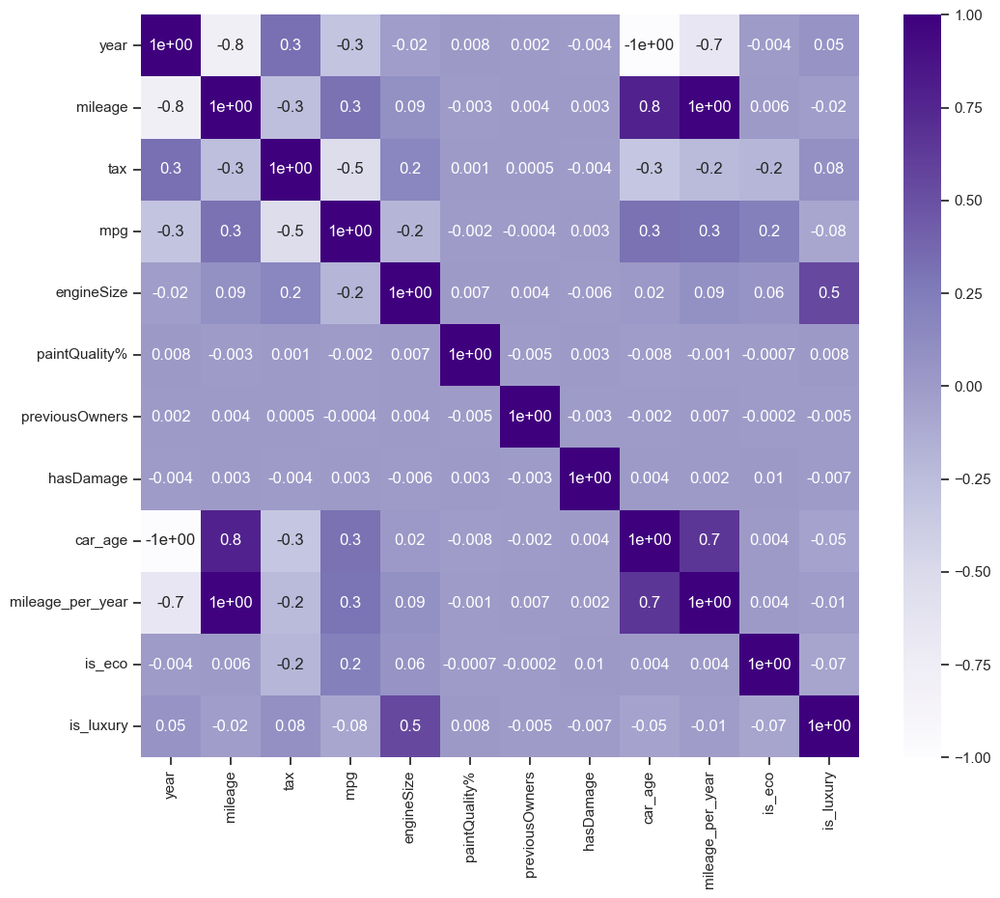 year 1e+00 -0.8 0.3 -0.3 -0.02 0.008 0.002 -0.004 -1e+00 -0.7 -0.004 0.05
mileage -0.8 1e+00 -0.3 0.3 0.09 -0.003 0.004 0.003 0.8 1e+00 0.006 -0.02
tax 0.3 -0.3 1e+00 -0.5 0.2 0.001 0.0005 -0.004 -0.3 -0.2 -0.2 0.08
mpg -0.3 0.3 -0.5 1e+00 -0.2 -0.002 -0.0004 0.003 0.3 0.3 0.2 -0.08
engineSize -0.02 0.09 0.2 -0.2 1e+00 0.007 0.004 -0.006 0.02 0.09 0.06 0.5
paintQuality% 0.008 -0.003 0.001 -0.002 0.007 1e+00 -0.005 0.003 -0.008 -0.001 -0.0007 0.008
previousOwners 0.002 0.004 0.0005 -0.0004 0.004 -0.005 1e+00 -0.003 -0.002 0.007 -0.0002 -0.005
hasDamage -0.004 0.003 -0.004 0.003 -0.006 0.003 -0.003 1e+00 0.004 0.002 0.01 -0.007
car_age -1e+00 0.8 -0.3 0.3 0.02 -0.008 -0.002 0.004 1e+00 0.7 0.004 -0.05
mileage_per_year -0.7 1e+00 -0.2 0.3 0.09 -0.001 0.007 0.002 0.7 1e+00 0.004 -0.01
is_eco -0.004 0.006 -0.2 0.2 0.06 -0.0007 -0.0002 0.01 0.004 0.004 1e+00 -0.07
is_luxury 0.05 -0.02 0.08 -0.08 0.5 0.008 -0.005 -0.007 -0.05 -0.01 -0.07 1e+00
year mileage tax mpg engineSize paintQuality% previousOwners hasDamage car_age mileage_per_year is_eco is_luxury
1.00
0.75
0.50
0.25
0.00
−0.25
−0.50
−0.75
−1.00